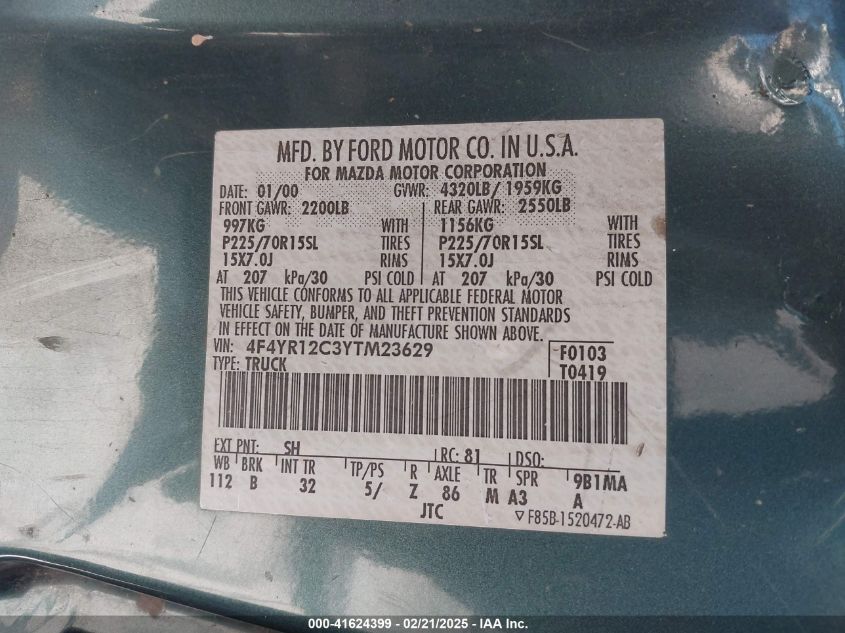 MFD. BY FORD MOTOR CO. IN U.S.A.
FOR MAZDA MOTOR CORPORATION
DATE: 01/00 GVWR: 4320LB/ 1959KG
FRONT GAWR: 2200LB REAR GAWR: 2550LB
997KG WITH 1156KG WITH
P225/70R15SL TIRES P225/70R15SL TIRES
15X7.0J RIMS 15X7.0J RIMS
AT 207 kPa/30 PSI COLD AT 207 kPa/30 PSI COLD
THIS VEHICLE CONFORMS TO ALL APPLICABLE FEDERAL MOTOR
VEHICLE SAFETY, BUMPER, AND THEFT PREVENTION STANDARDS
IN EFFECT ON THE DATE OF MANUFACTURE SHOWN ABOVE.
VIN: 4F4YR12C3YTM23629 F0103
TYPE: TRUCK T0419
EXT PNT: SH RC: 81 DSO:
WB BRK INT TR TP/PS R AXLE TR SPR 9B1MA
112 B 32 5/ Z 86 M A3 A
JTC ▽ F85B-1520472-AB
000-41624399 - 02/21/2025 - IAA Inc.